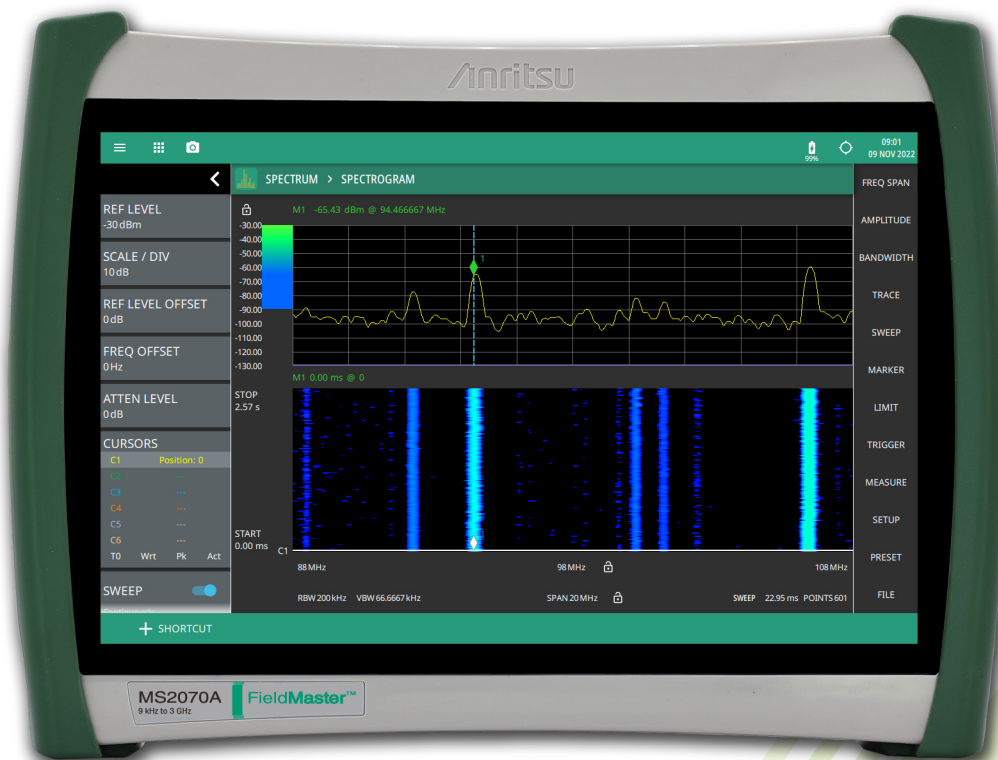 Anritsu
99%
09:01
09 NOV 2022
SPECTRUM > SPECTROGRAM
REF LEVEL
-30 dBm
SCALE / DIV
10 dB
REF LEVEL OFFSET
0 dB
FREQ OFFSET
0 Hz
ATTEN LEVEL
0 dB
CURSORS
C1 Position: 0
C2 ---
C3 ---
C4 ---
C5 ---
C6 ---
T0 Wrt Pk Act
SWEEP
M1 -65.43 dBm @ 94.466667 MHz
-30.00
-40.00
-50.00
-60.00
-70.00
-80.00
-90.00
-100.00
-110.00
-120.00
-130.00
1
M1 0.00 ms @ 0
STOP
2.57 s
START
0.00 ms
C1
88 MHz 98 MHz 108 MHz
RBW 200 kHz VBW 66.6667 kHz SPAN 20 MHz SWEEP 22.95 ms POINTS 601
FREQ SPAN
AMPLITUDE
BANDWIDTH
TRACE
SWEEP
MARKER
LIMIT
TRIGGER
MEASURE
SETUP
PRESET
FILE
+ SHORTCUT
MS2070A
9 kHz to 3 GHz
FieldMaster™